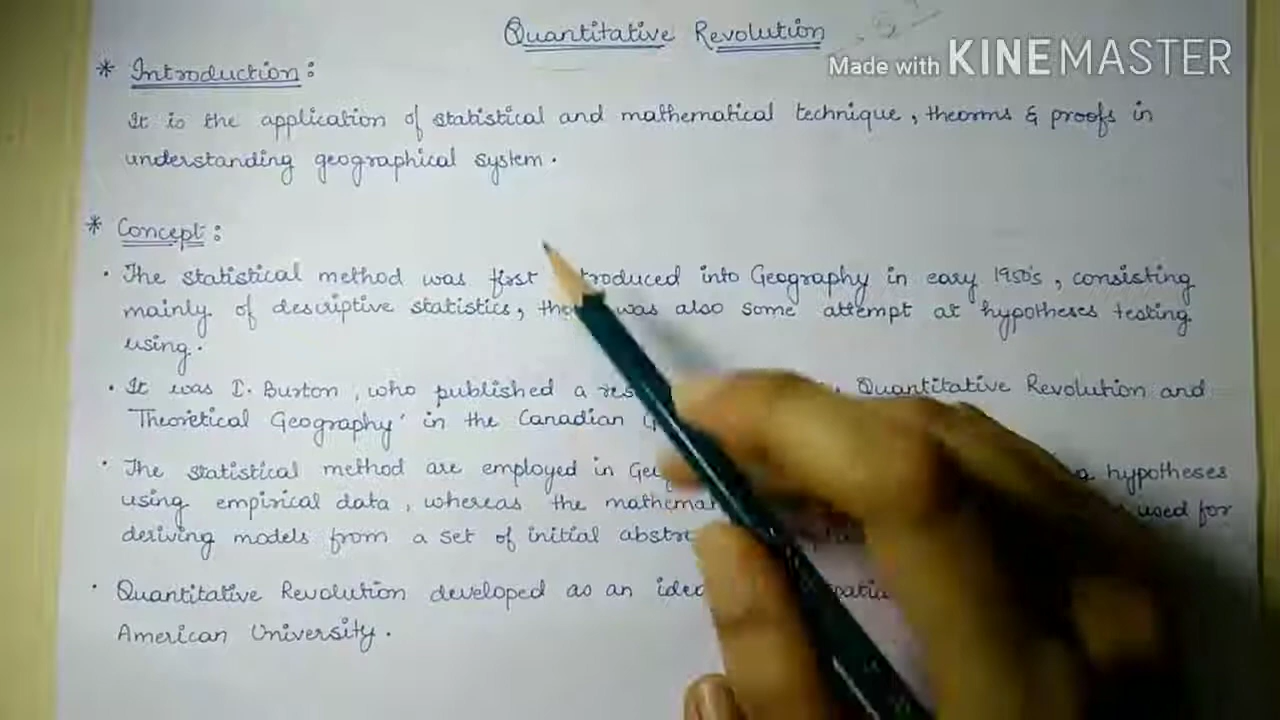 Quantitative Revolution
Made with KINEMASTER
* Introduction:
It is the application of statistical and mathematical technique, theorms & proofs in
understanding geographical system.
* Concept:
• The statistical method was first into Geography in eary 1950's, consisting
mainly of descriptive statistics, was also some attempt at hypotheses testing
using.
• It was I. Burton, who published a Quantitative Revolution and
Theoretical Geography' in the Canadian
• The statistical method are employed in hypotheses
using empirical data, whereas the used for
deriving models from a set of initial
• Quantitative Revolution developed as an
American University.